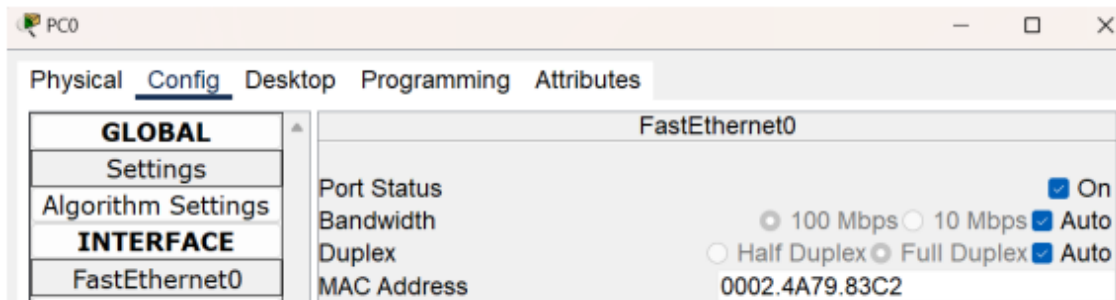 PC0
Physical Config Desktop Programming Attributes
GLOBAL
Settings
Algorithm Settings
INTERFACE
FastEthernet0
FastEthernet0
Port Status On
Bandwidth 100 Mbps 10 Mbps Auto
Duplex Half Duplex Full Duplex Auto
MAC Address 0002.4A79.83C2